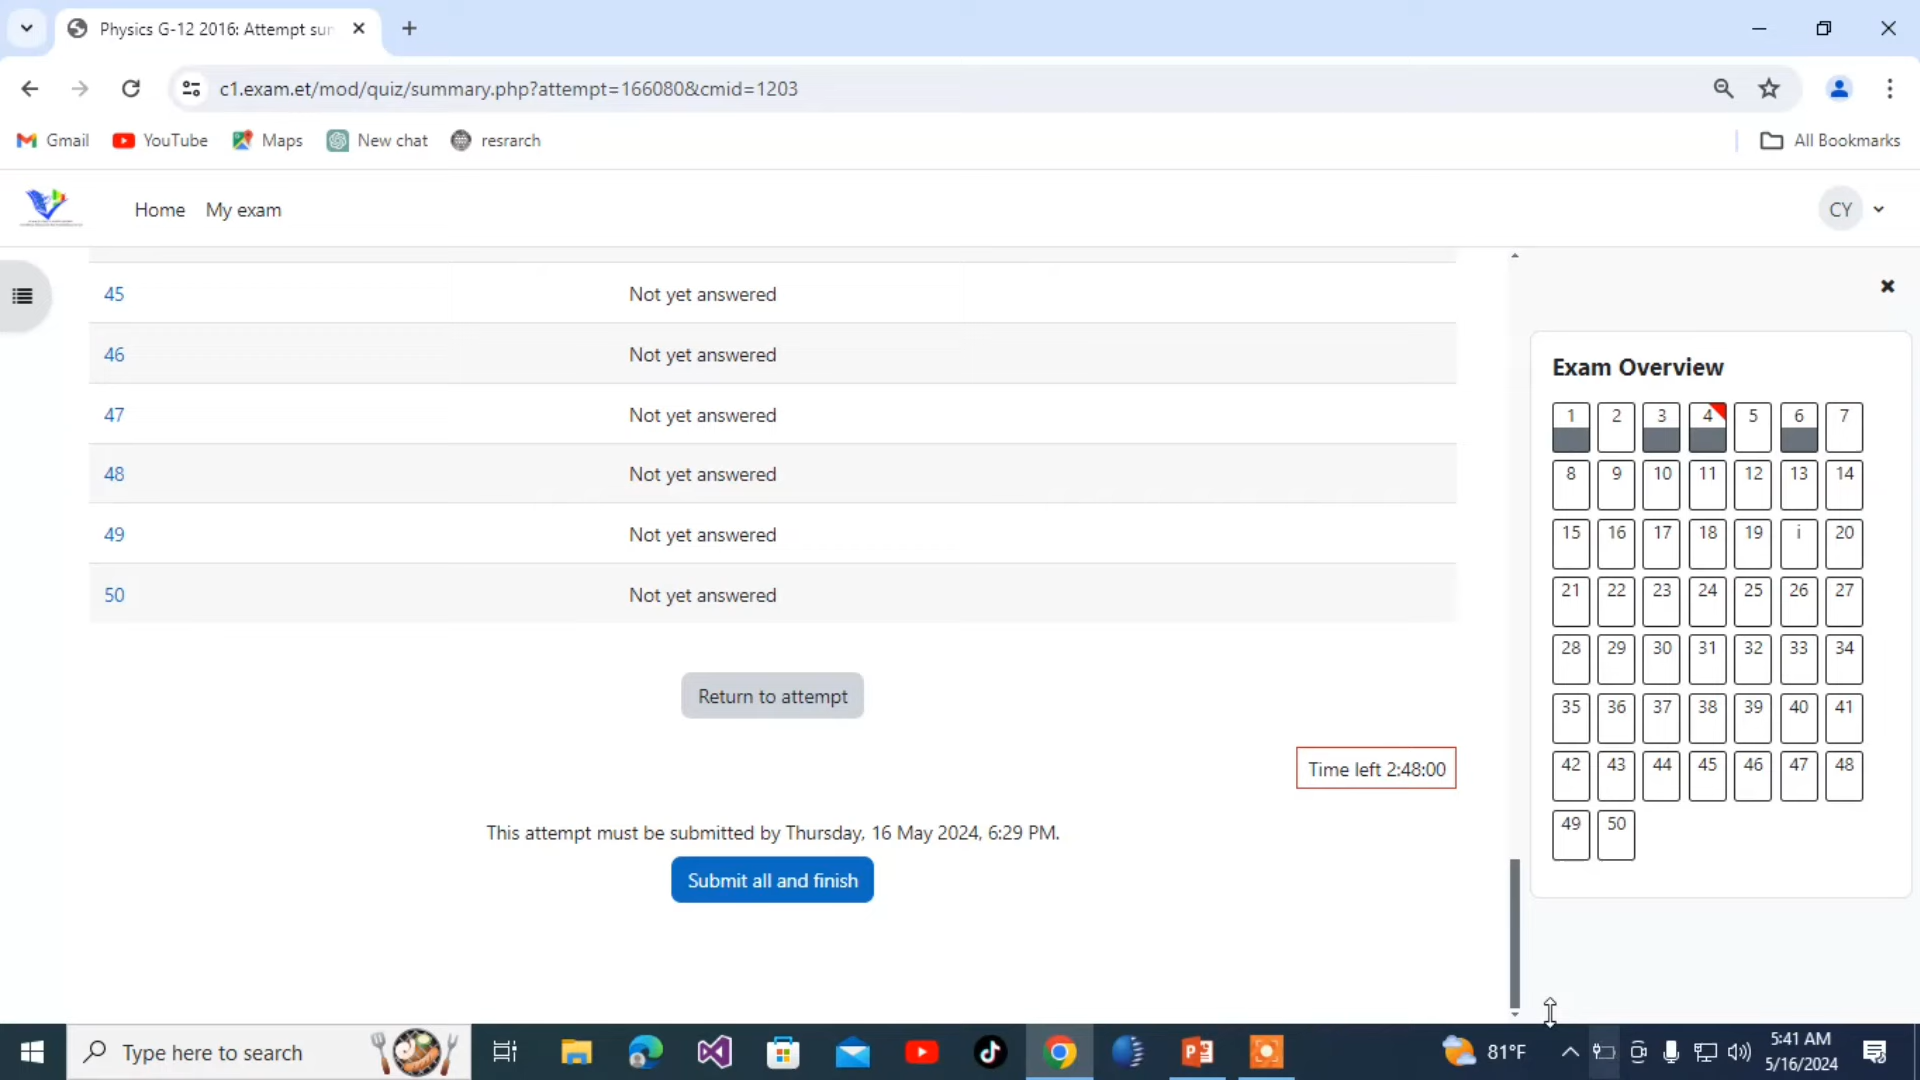 Physics G-12 2016: Attempt sur
c1.exam.et/mod/quiz/summary.php?attempt=166080&cmid=1203
Gmail YouTube Maps New chat resrarch All Bookmarks
Home My exam CY
45 Not yet answered
46 Not yet answered
47 Not yet answered
48 Not yet answered
49 Not yet answered
50 Not yet answered
Return to attempt
Time left 2:48:00
This attempt must be submitted by Thursday, 16 May 2024, 6:29 PM.
Submit all and finish
Exam Overview
1 2 3 4 5 6 7
8 9 10 11 12 13 14
15 16 17 18 19 i 20
21 22 23 24 25 26 27
28 29 30 31 32 33 34
35 36 37 38 39 40 41
42 43 44 45 46 47 48
49 50
Type here to search
81°F
5:41 AM
5/16/2024